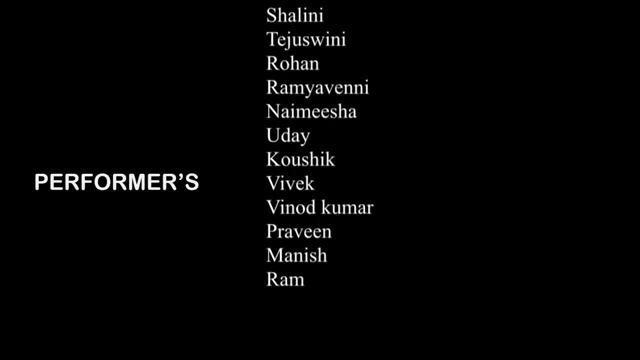 Shalini
Tejuswini
Rohan
Ramyavenni
Naimeesha
Uday
Koushik
PERFORMER'S
Vivek
Vinod kumar
Praveen
Manish
Ram